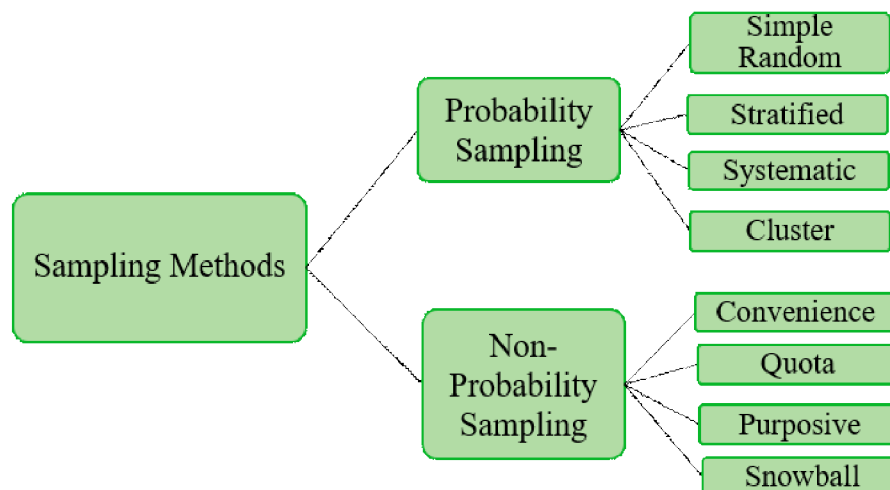 Simple
Random
Probability
Sampling
Stratified
Systematic
Cluster
Sampling Methods
Non-
Probability
Sampling
Convenience
Quota
Purposive
Snowball